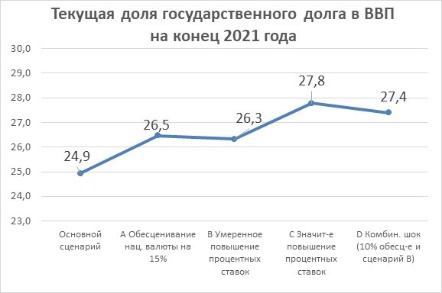 Текущая доля государственного долга в ВВП
на конец 2021 года
30,0
29,0
28,0
27,0
26,0
25,0
24,0
23,0
24,9
26,5
26,3
27,8
27,4
Основной
сценарий
А Обесценивание
нац. валюты на
15%
В Умеренное
повышение
процентных
ставок
С Значит-е
повышение
процентных
ставок
D Комбин. шок
(10% обесц-е и
сценарий В)